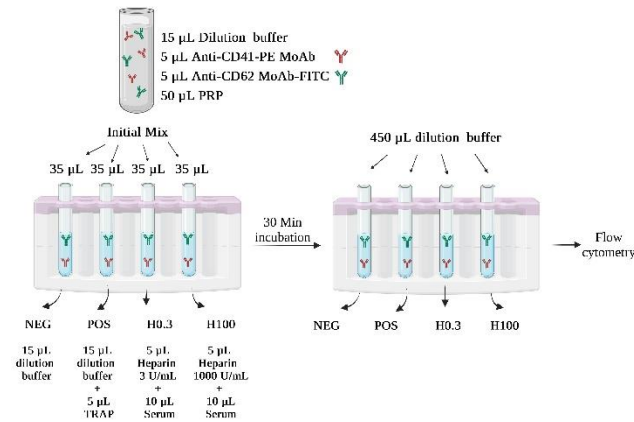 15 µL Dilution buffer
5 µL Anti-CD41-PE MoAb
5 µL Anti-CD62 MoAb-FITC
50 µL PRP
Initial Mix
35 µL 35 µL 35 µL 35 µL
NEG POS H0.3 H100
15 µL
dilution
buffer
15 µL
dilution
buffer
+
5 µL
TRAP
5 µL
Heparin
3 U/mL
+
10 µL
Serum
5 µL
Heparin
1000 U/mL
+
10 µL
Serum
30 Min
incubation
450 µL dilution buffer
NEG POS H0.3 H100
Flow
cytometry